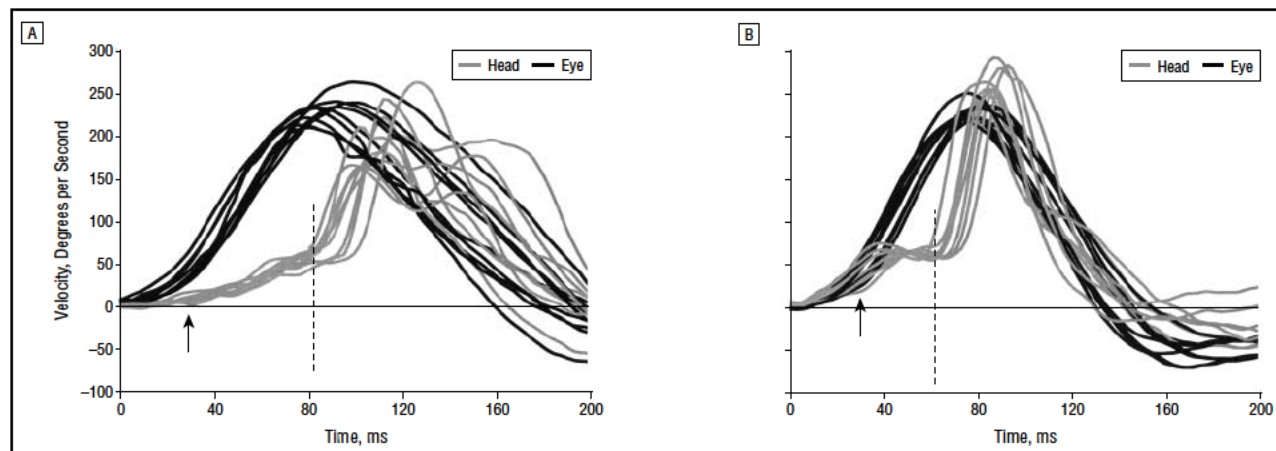 A
B
Head Eye
Head Eye
Velocity, Degrees per Second
300
250
200
150
100
50
0
–50
–100
0 40 80 120 160 200
Time, ms
0 40 80 120 160 200
Time, ms